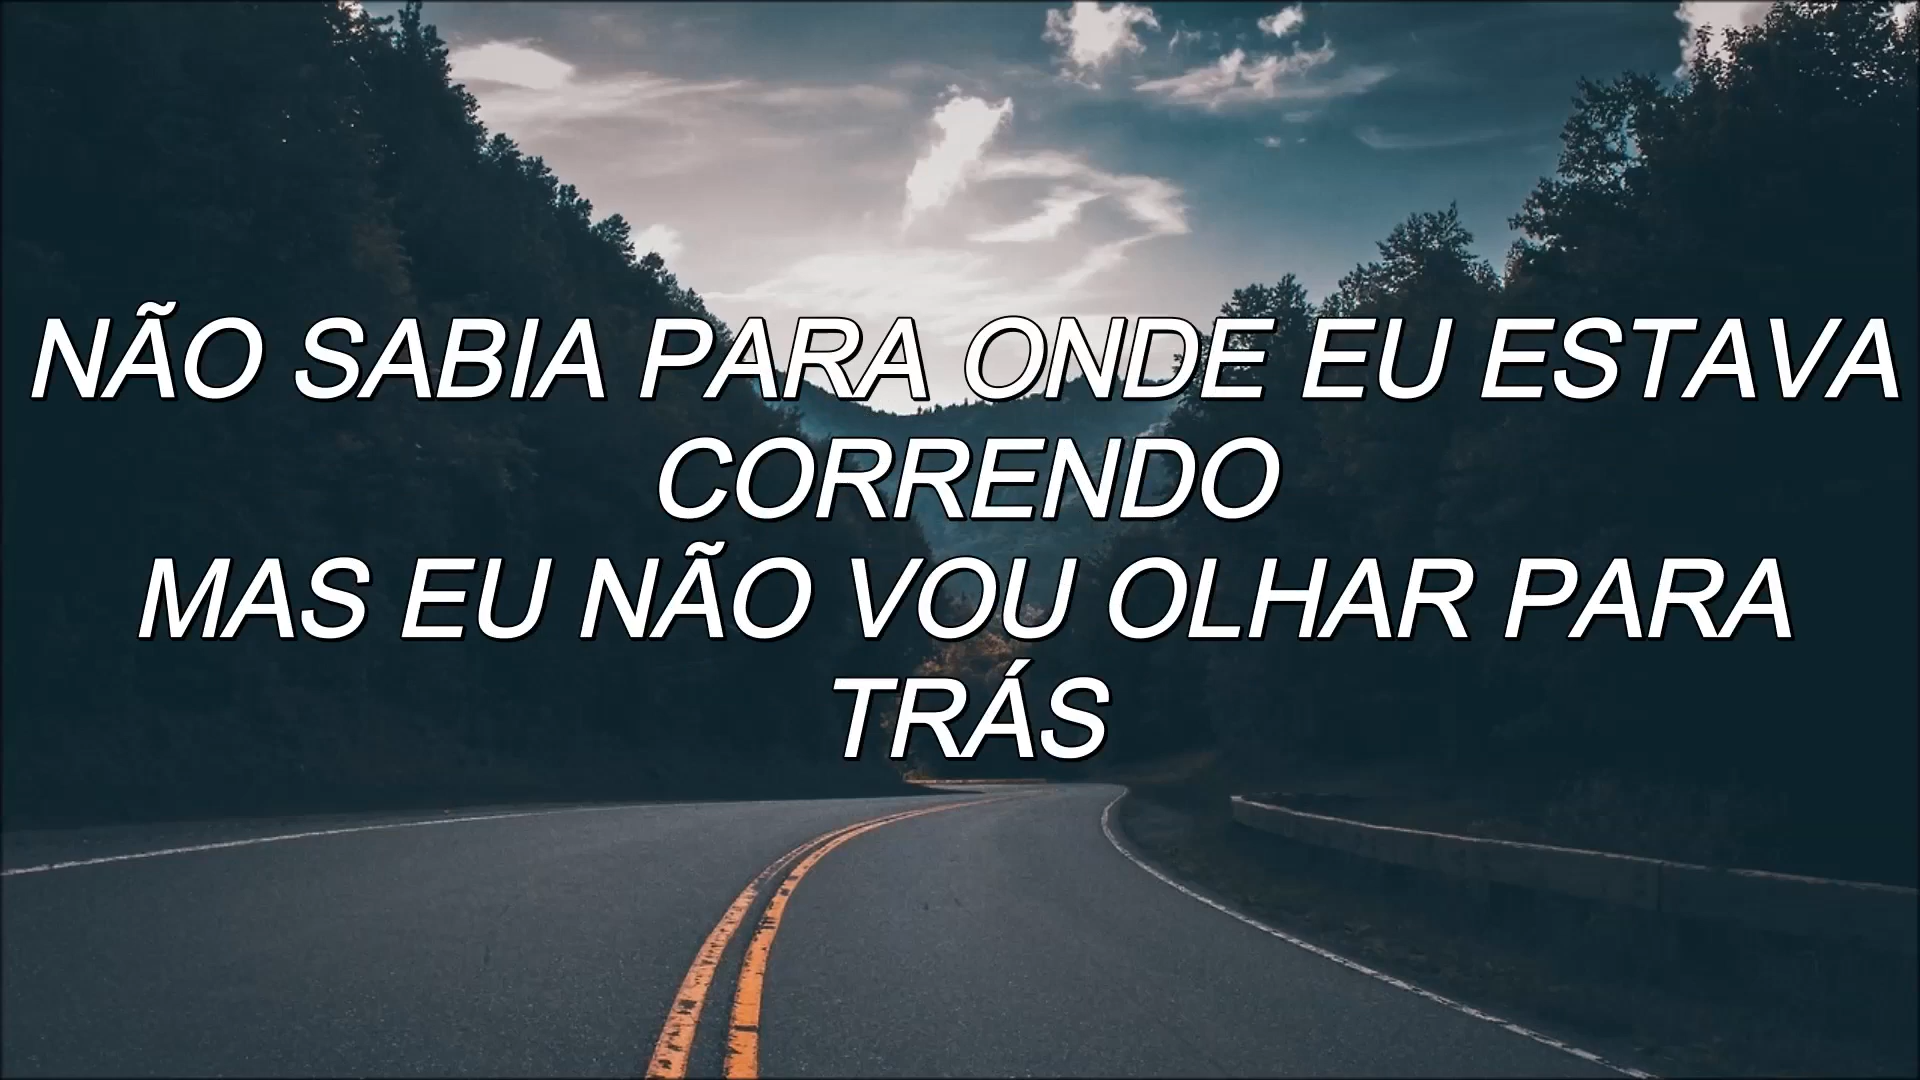 NÃO SABIA PARA ONDE EU ESTAVA
CORRENDO
MAS EU NÃO VOU OLHAR PARA
TRÁS